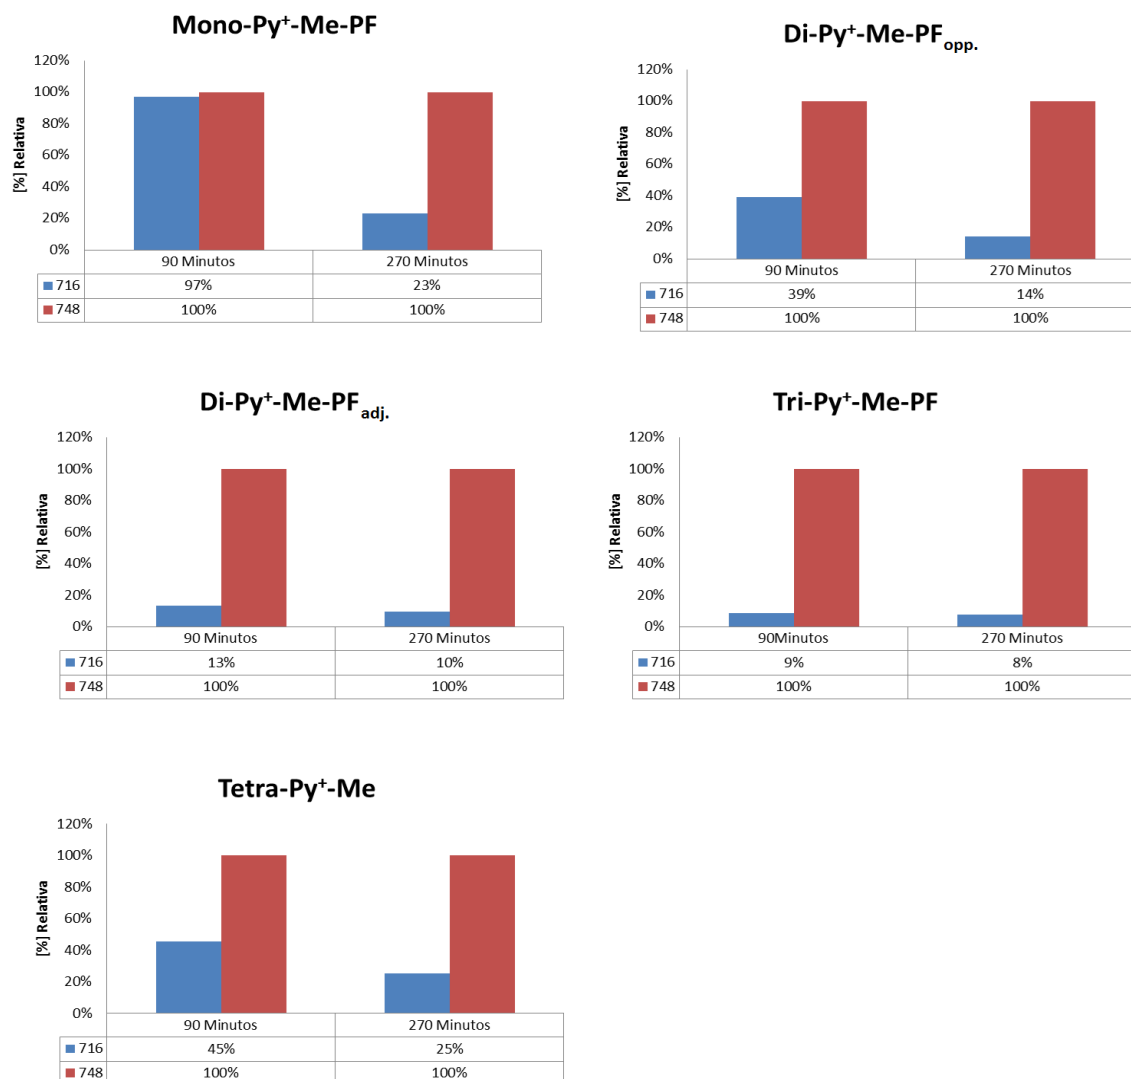 Mono-Py⁺-Me-PF
120%
100%
80%
60%
40%
20%
0%
[%] Relativa
90 Minutos 270 Minutos
716 97% 23%
748 100% 100%
Di-Py⁺-Me-PFopp.
120%
100%
80%
60%
40%
20%
0%
[%] Relativa
90 Minutos 270 Minutos
716 39% 14%
748 100% 100%
Di-Py⁺-Me-PFadj.
120%
100%
80%
60%
40%
20%
0%
[%] Relativa
90 Minutos 270 Minutos
716 13% 10%
748 100% 100%
Tri-Py⁺-Me-PF
120%
100%
80%
60%
40%
20%
0%
[%] Relativa
90Minutos 270 Minutos
716 9% 8%
748 100% 100%
Tetra-Py⁺-Me
120%
100%
80%
60%
40%
20%
0%
[%] Relativa
90 Minutos 270 Minutos
716 45% 25%
748 100% 100%